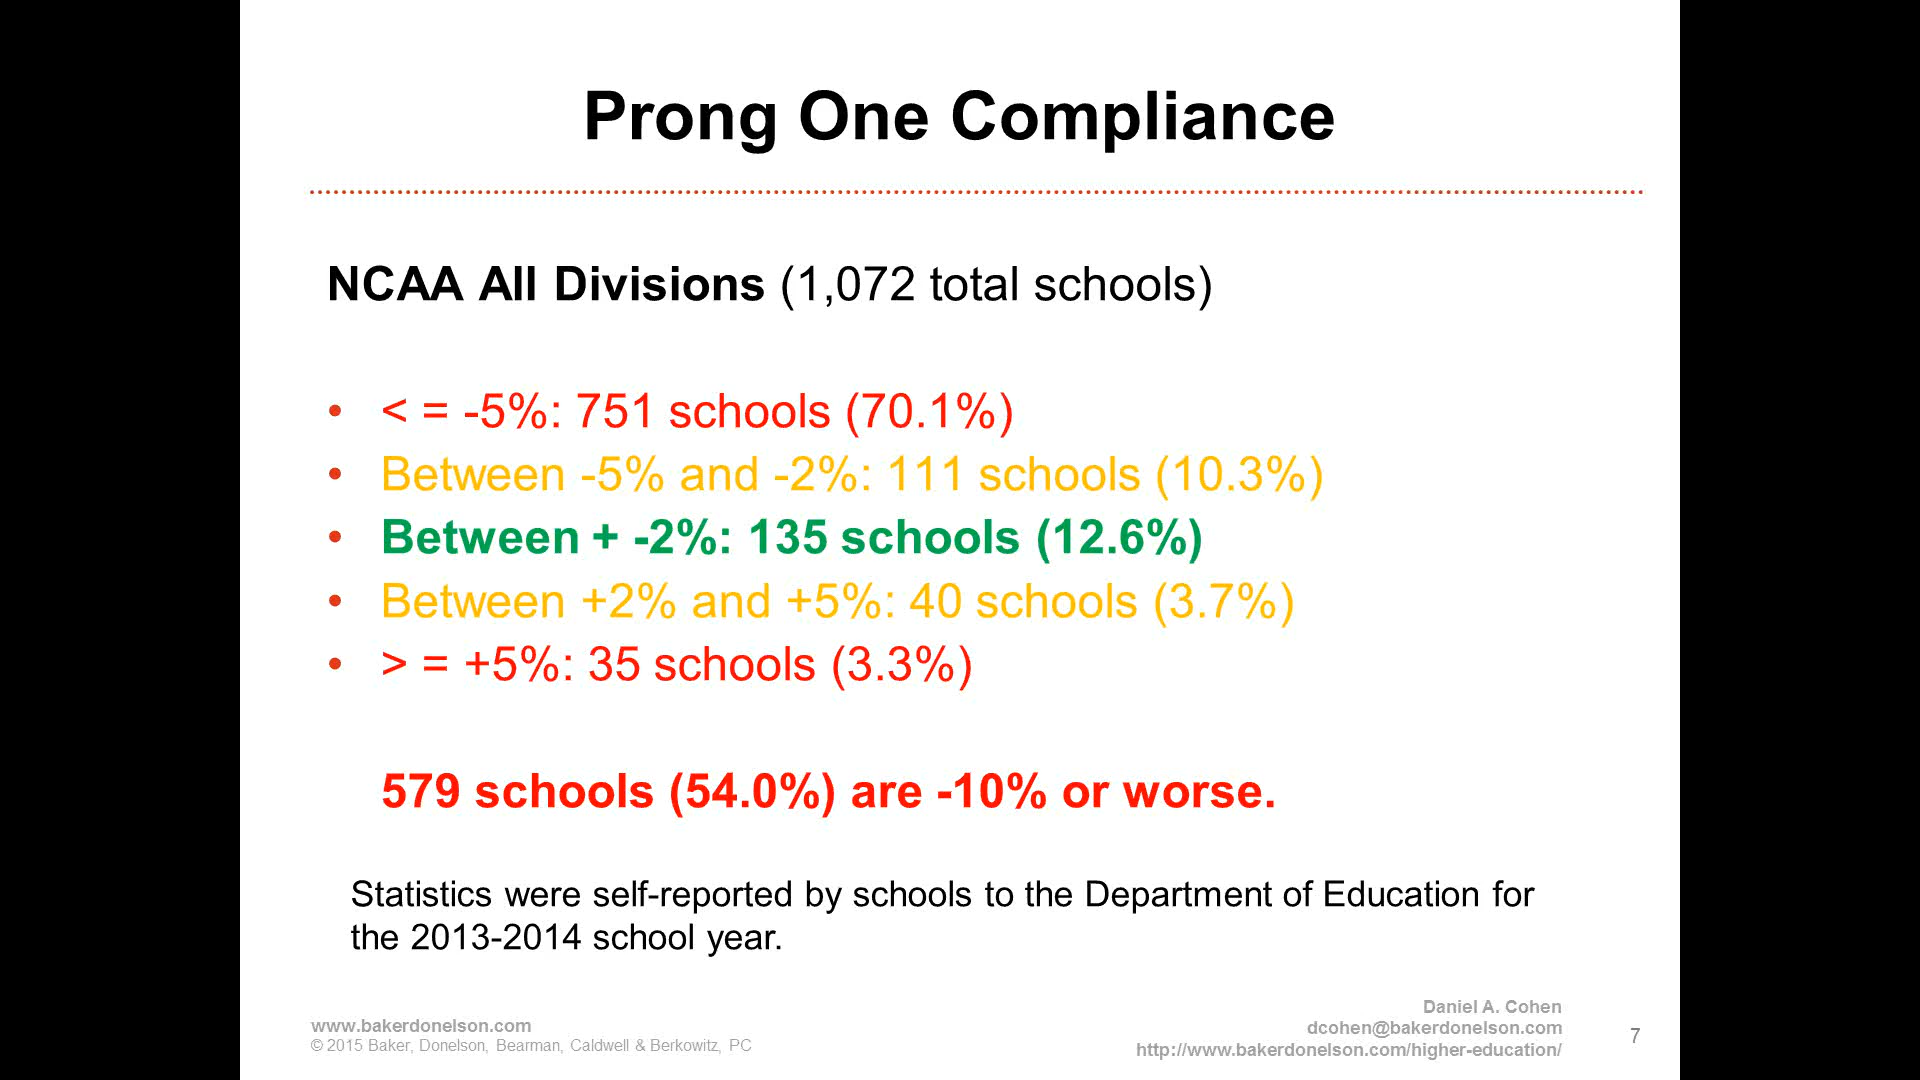 Prong One Compliance
NCAA All Divisions (1,072 total schools)
• < = -5%: 751 schools (70.1%)
• Between -5% and -2%: 111 schools (10.3%)
• Between + -2%: 135 schools (12.6%)
• Between +2% and +5%: 40 schools (3.7%)
• > = +5%: 35 schools (3.3%)
579 schools (54.0%) are -10% or worse.
Statistics were self-reported by schools to the Department of Education for
the 2013-2014 school year.
www.bakerdonelson.com
© 2015 Baker, Donelson, Bearman, Caldwell & Berkowitz, PC
Daniel A. Cohen
dcohen@bakerdonelson.com
http://www.bakerdonelson.com/higher-education/
7